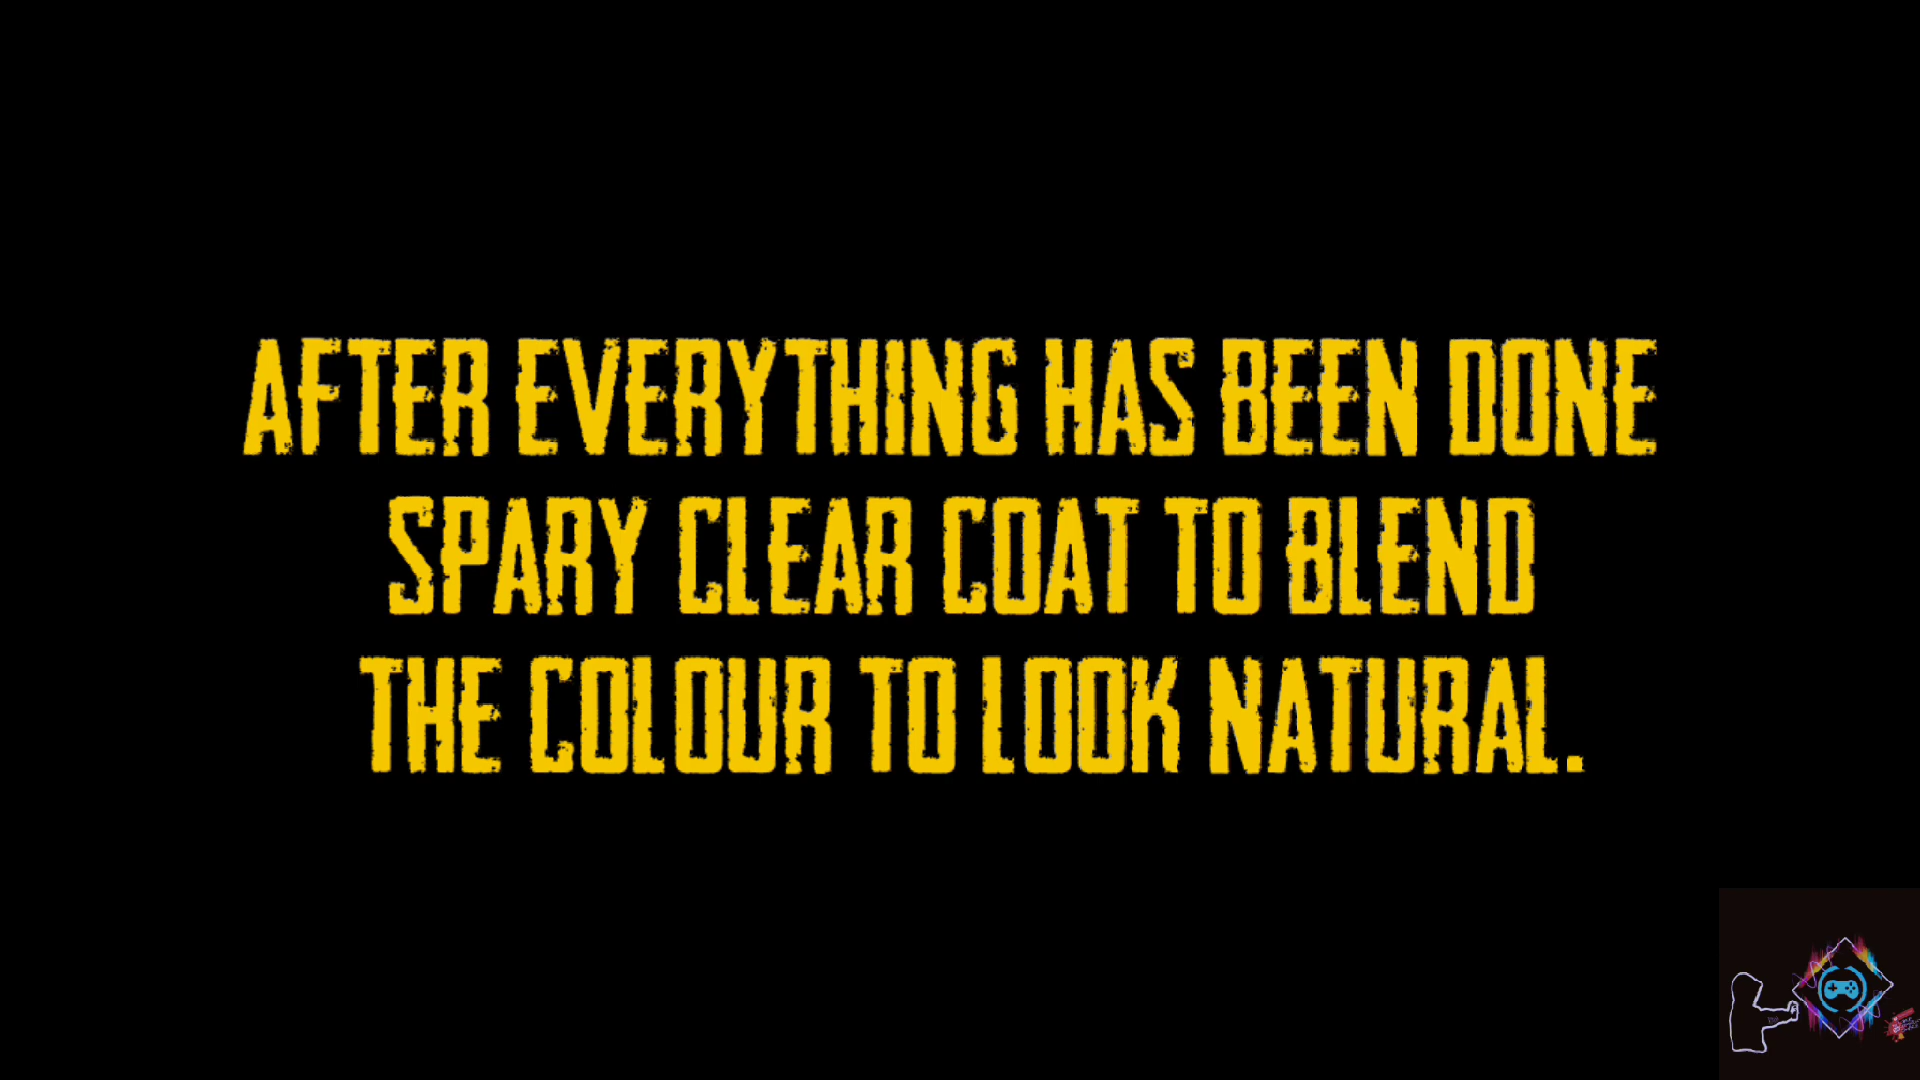 AFTER EVERYTHING HAS BEEN DONE
SPARY CLEAR COAT TO BLEND
THE COLOUR TO LOOK NATURAL.